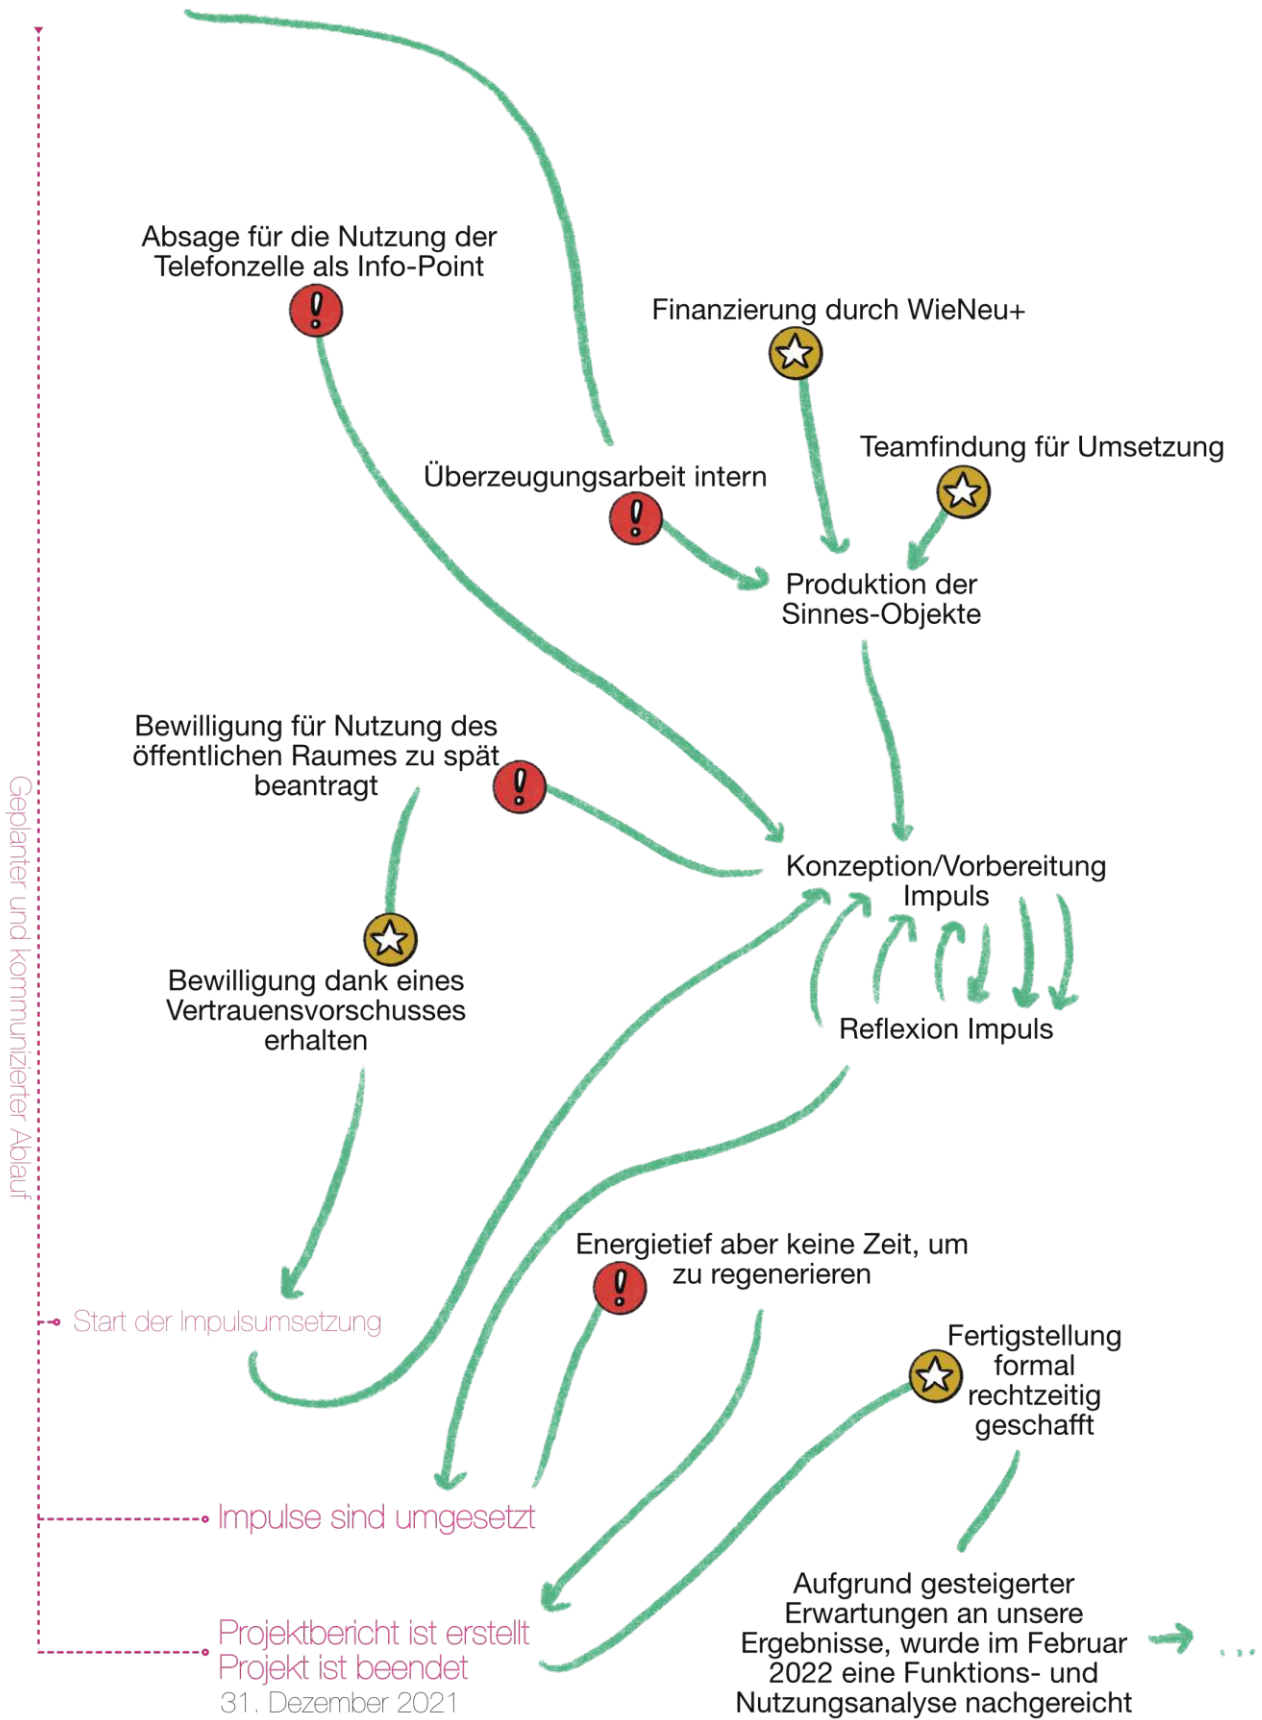 Absage für die Nutzung der
Telefonzelle als Info-Point
Finanzierung durch WieNeu+
Teamfindung für Umsetzung
Überzeugungsarbeit intern
Produktion der
Sinnes-Objekte
Bewilligung für Nutzung des
öffentlichen Raumes zu spät
beantragt
Geplanter und kommunizierter Ablauf
Konzeption/Vorbereitung
Impuls
Bewilligung dank eines
Vertrauensvorschusses
erhalten
Reflexion Impuls
Energietief aber keine Zeit, um
zu regenerieren
Start der Impulsumsetzung
Fertigstellung
formal
rechtzeitig
geschafft
Impulse sind umgesetzt
Projektbericht ist erstellt
Projekt ist beendet
31. Dezember 2021
Aufgrund gesteigerter
Erwartungen an unsere
Ergebnisse, wurde im Februar
2022 eine Funktions- und
Nutzungsanalyse nachgereicht
...